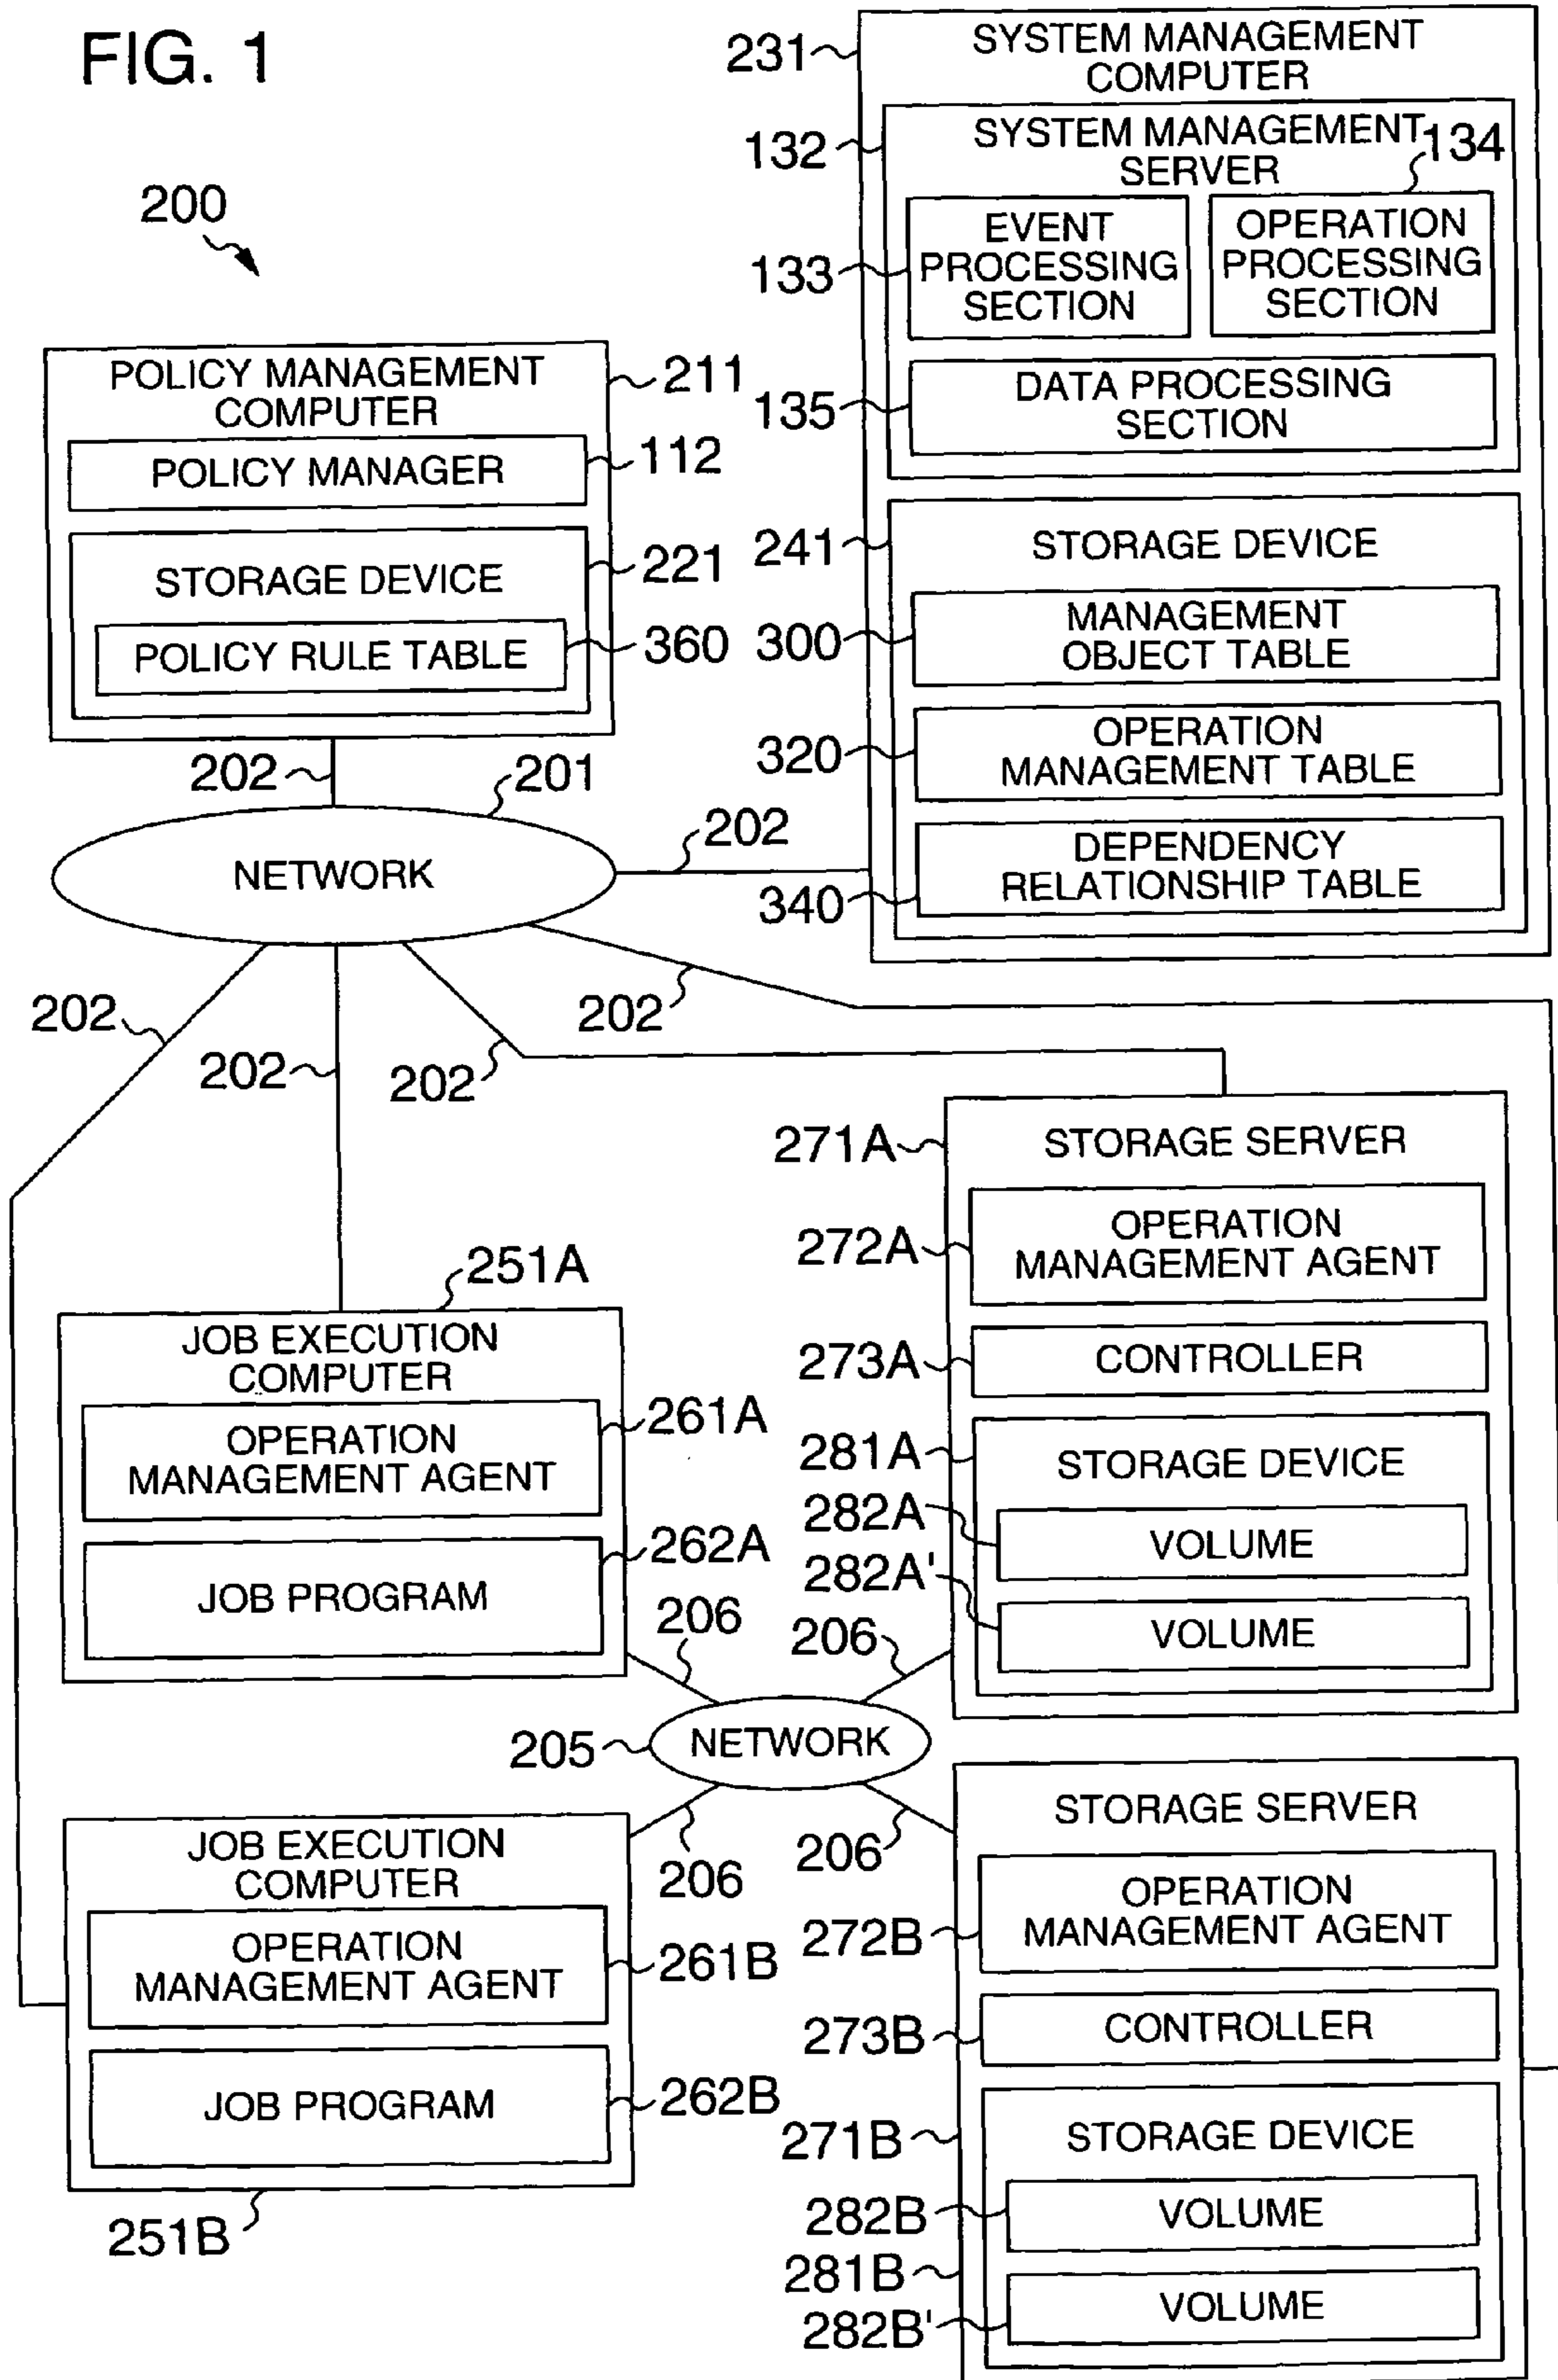 FIG. 1
200
231
SYSTEM MANAGEMENT
COMPUTER
132
SYSTEM MANAGEMENT
SERVER
134
133
EVENT
PROCESSING
SECTION
OPERATION
PROCESSING
SECTION
135
DATA PROCESSING
SECTION
241
STORAGE DEVICE
300
MANAGEMENT
OBJECT TABLE
320
OPERATION
MANAGEMENT TABLE
340
DEPENDENCY
RELATIONSHIP TABLE
POLICY MANAGEMENT
COMPUTER
211
POLICY MANAGER
112
STORAGE DEVICE
221
POLICY RULE TABLE
360
202
201
NETWORK
202
202
202
202
202
271A
STORAGE SERVER
272A
OPERATION
MANAGEMENT AGENT
273A
CONTROLLER
281A
STORAGE DEVICE
282A
VOLUME
282A'
VOLUME
251A
JOB EXECUTION
COMPUTER
OPERATION
MANAGEMENT AGENT
261A
JOB PROGRAM
262A
206
206
205
NETWORK
206
206
JOB EXECUTION
COMPUTER
OPERATION
MANAGEMENT AGENT
261B
JOB PROGRAM
262B
251B
STORAGE SERVER
272B
OPERATION
MANAGEMENT AGENT
273B
CONTROLLER
271B
STORAGE DEVICE
282B
VOLUME
281B
282B'
VOLUME